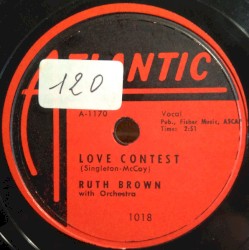 ATLANTIC
120
A-1170
Vocal
Pub., Fisher Music, ASCAP
Time: 2:51
LOVE CONTEST
(Singleton-McCoy)
RUTH BROWN
with Orchestra
1018